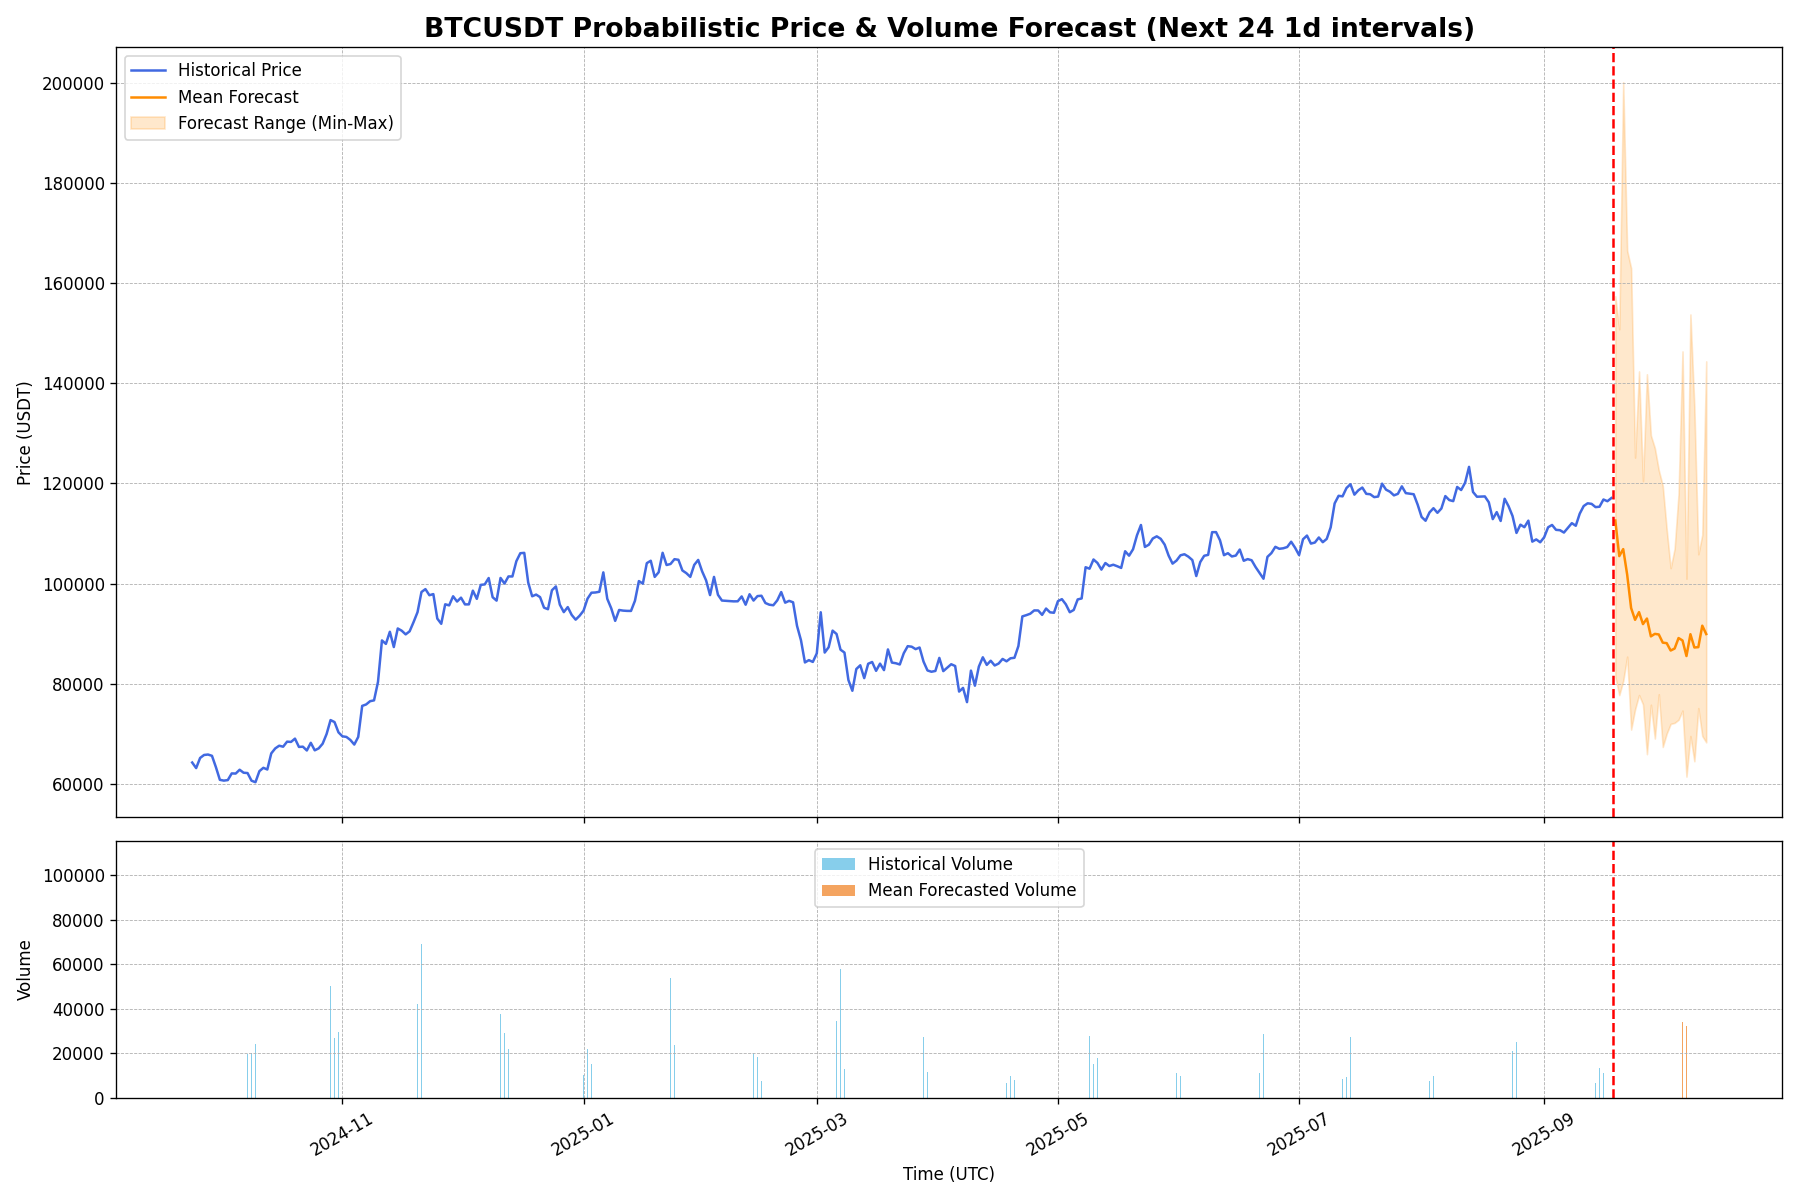 BTCUSDT Probabilistic Price & Volume Forecast (Next 24 1d intervals)
Historical Price
Mean Forecast
Forecast Range (Min-Max)
Price (USDT)
200000
180000
160000
140000
120000
100000
80000
60000
Historical Volume
Mean Forecasted Volume
Volume
100000
80000
60000
40000
20000
0
2024-11
2025-01
2025-03
2025-05
2025-07
2025-09
Time (UTC)